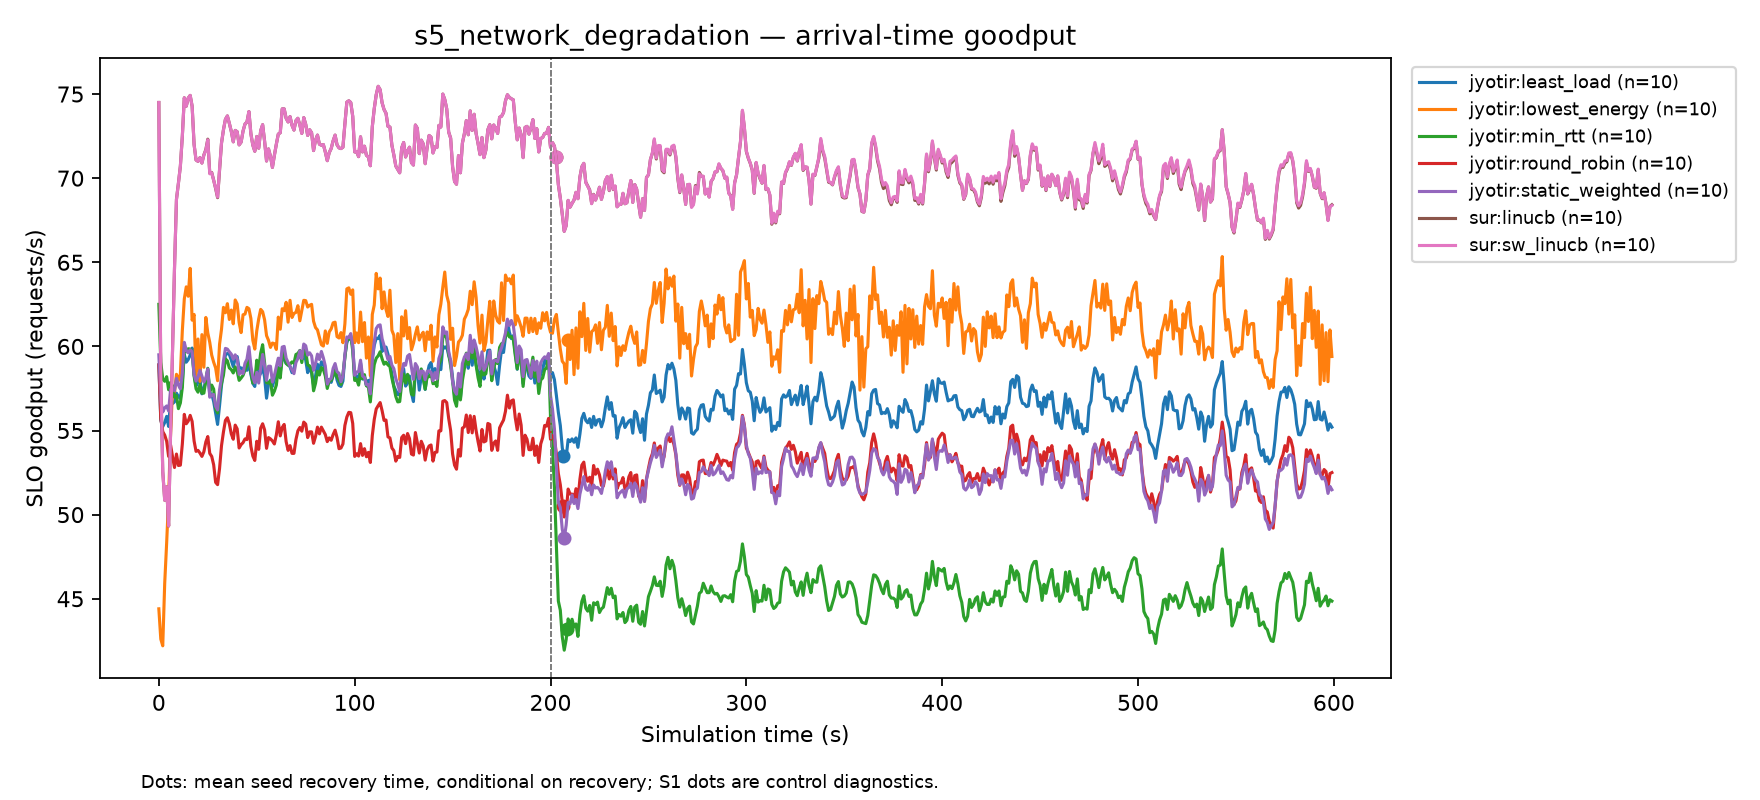 s5_network_degradation — arrival-time goodput
SLO goodput (requests/s)
75
70
65
60
55
50
45
0
100
200
300
400
500
600
Simulation time (s)
jyotir:least_load (n=10)
jyotir:lowest_energy (n=10)
jyotir:min_rtt (n=10)
jyotir:round_robin (n=10)
jyotir:static_weighted (n=10)
sur:linucb (n=10)
sur:sw_linucb (n=10)
Dots: mean seed recovery time, conditional on recovery; S1 dots are control diagnostics.